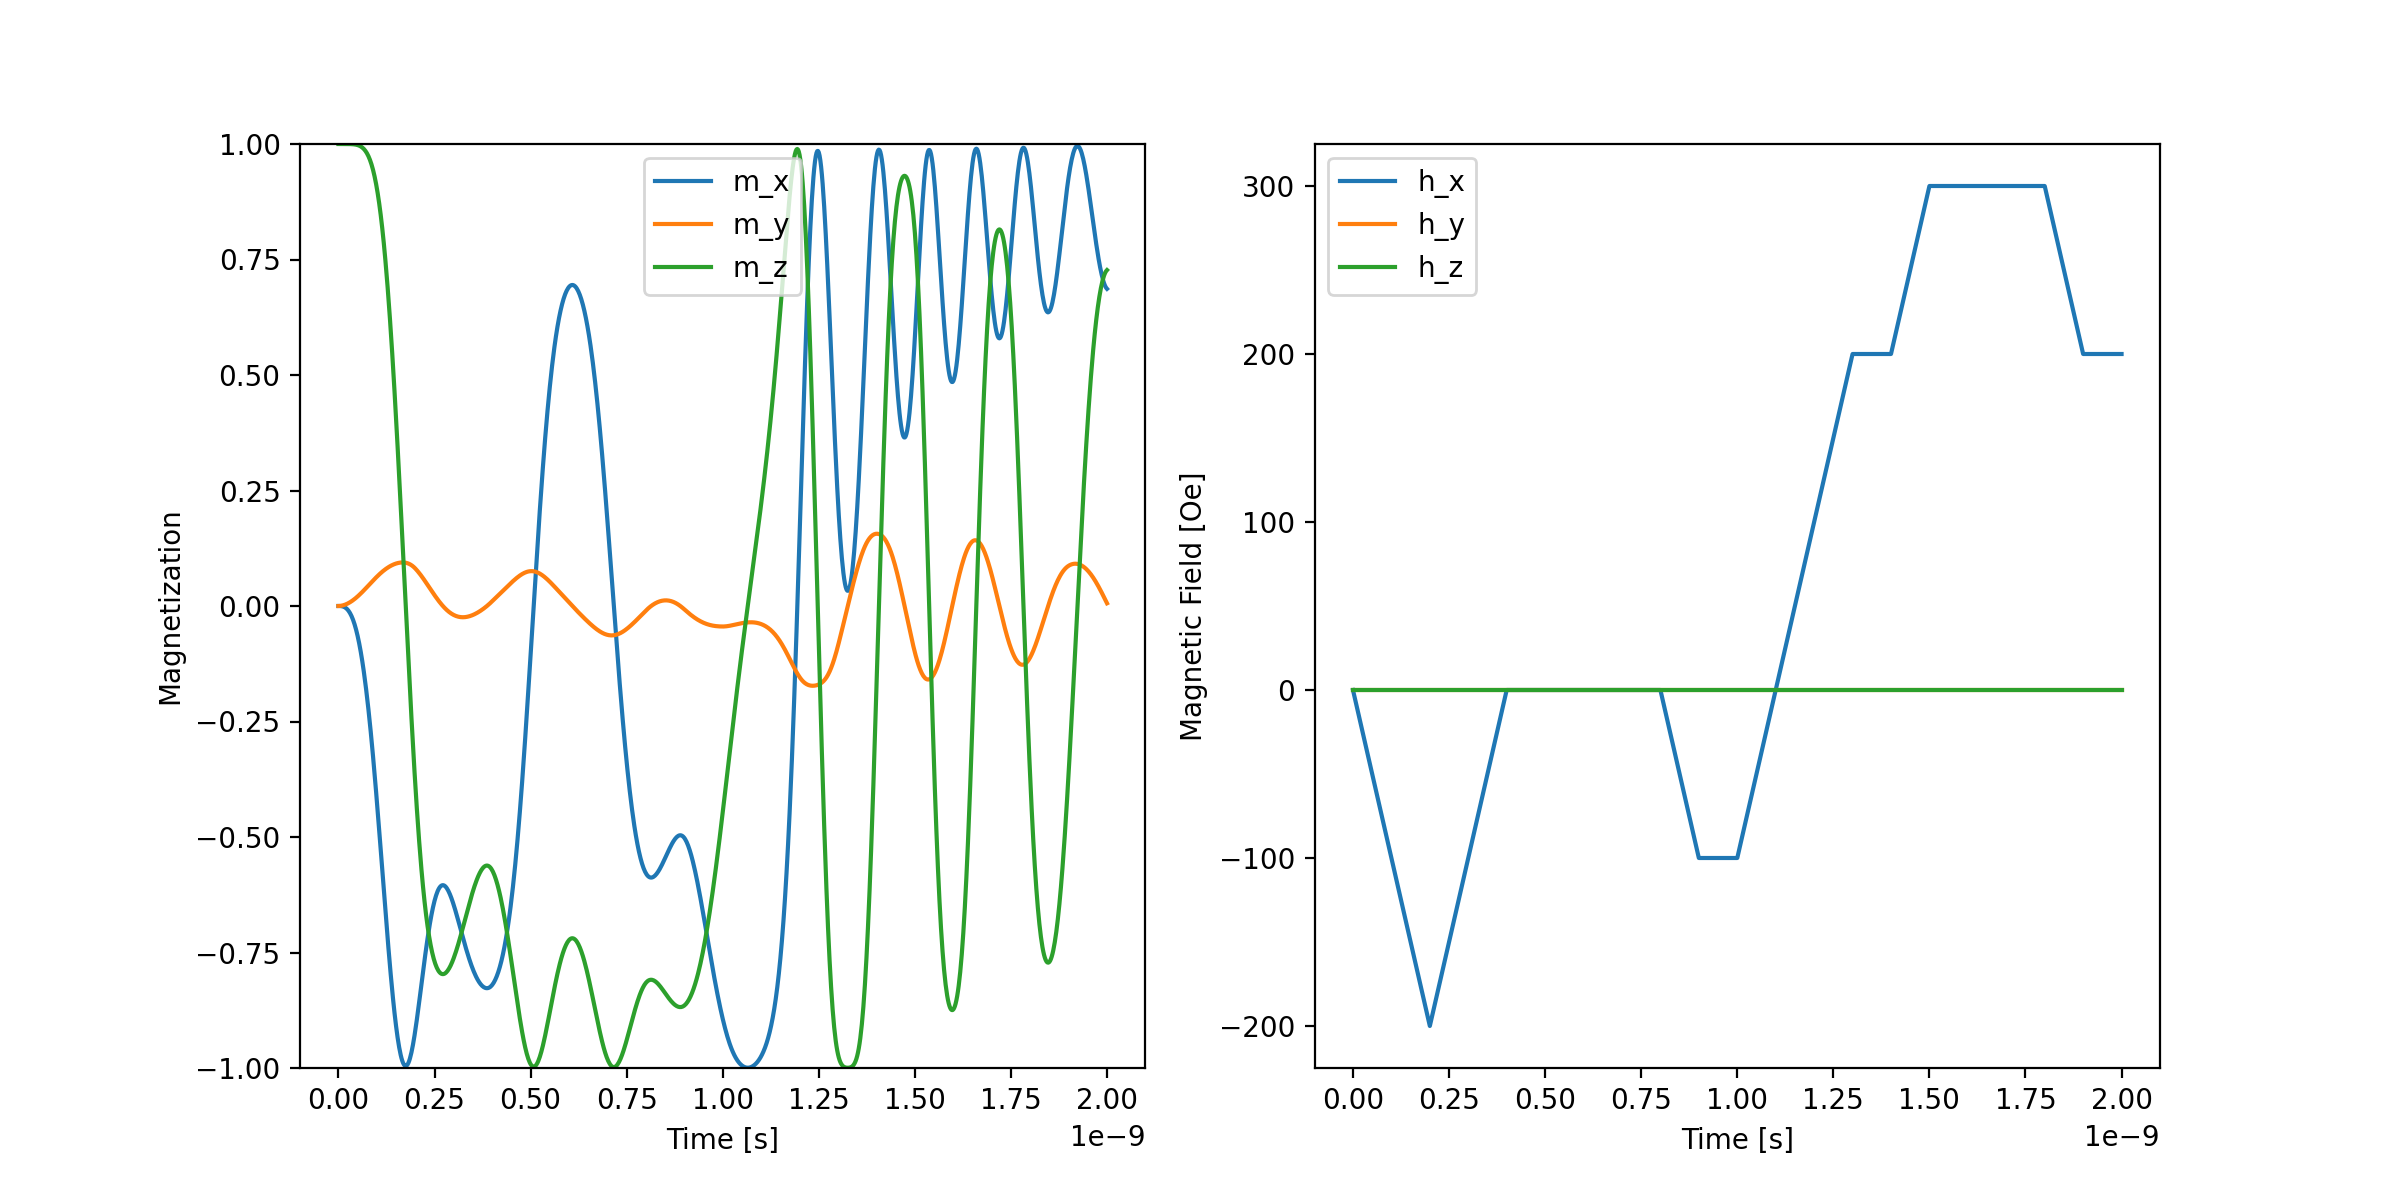 m_x
m_y
m_z
1.00
0.75
0.50
0.25
0.00
−0.25
−0.50
−0.75
−1.00
Magnetization
0.00 0.25 0.50 0.75 1.00 1.25 1.50 1.75 2.00
Time [s]
1e−9
h_x
h_y
h_z
300
200
100
0
−100
−200
Magnetic Field [Oe]
0.00 0.25 0.50 0.75 1.00 1.25 1.50 1.75 2.00
Time [s]
1e−9